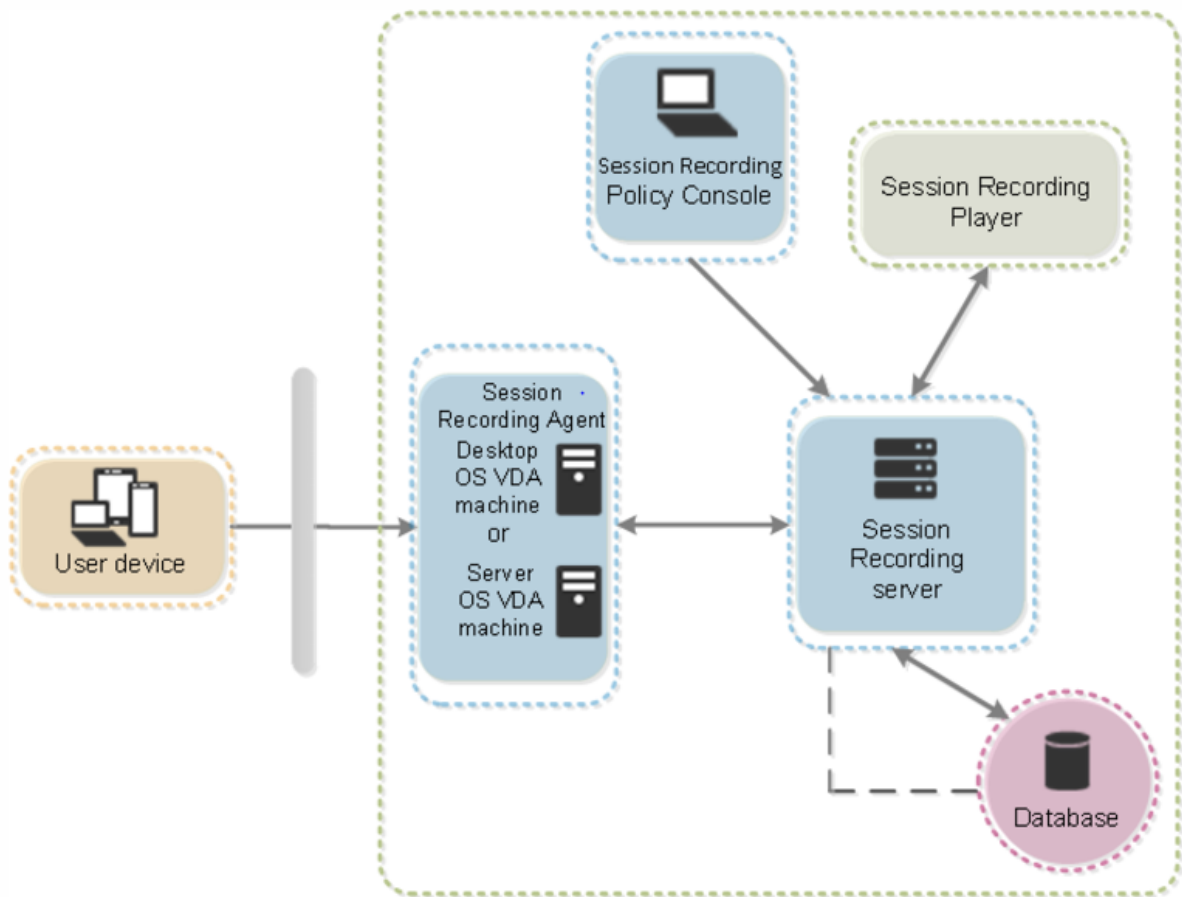 Session Recording
Policy Console
Session Recording
Player
Session
Recording Agent
Desktop
OS VDA
machine
or
Server
OS VDA
machine
User device
Session
Recording
server
Database